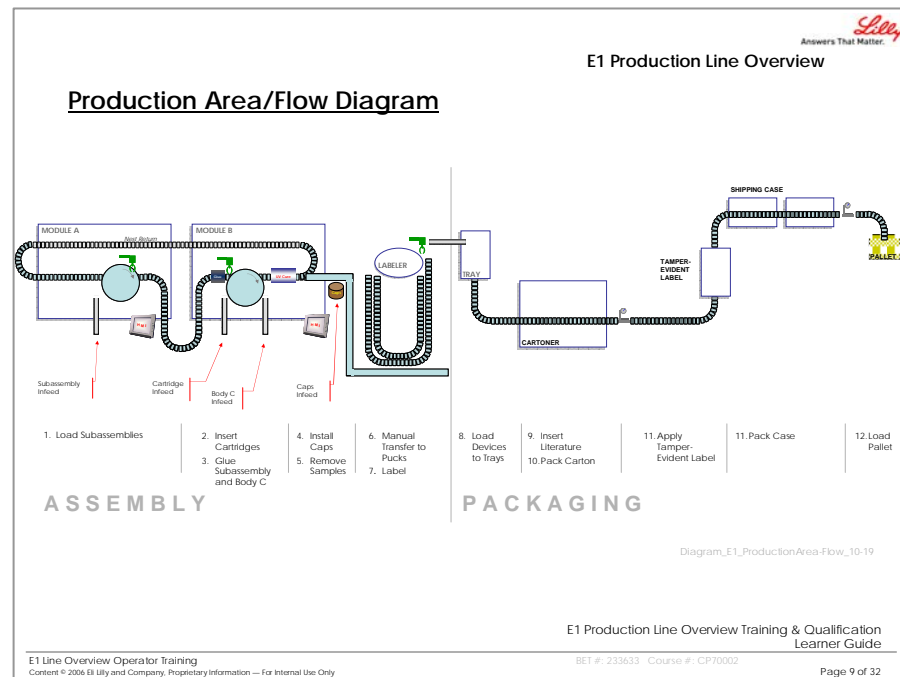 Lilly
Answers That Matter.
E1 Production Line Overview
Production Area/Flow Diagram
SHIPPING CASE
MODULE A
MODULE B
Nest Return
LABELER
TRAY
TAMPER-
EVIDENT
LABEL
PALLET
CARTONER
Subassembly
Infeed
Cartridge
Infeed
Body C
Infeed
Caps
Infeed
1. Load Subassemblies
2. Insert
Cartridges
3. Glue
Subassembly
and Body C
4. Install
Caps
5. Remove
Samples
6. Manual
Transfer to
Pucks
7. Label
8. Load
Devices
to Trays
9. Insert
Literature
10. Pack Carton
11. Apply
Tamper-
Evident Label
11. Pack Case
12. Load
Pallet
ASSEMBLY
PACKAGING
Diagram_E1_ProductionArea-Flow_10-19
E1 Production Line Overview Training & Qualification
Learner Guide
E1 Line Overview Operator Training
Content © 2006 Eli Lilly and Company, Proprietary Information — For Internal Use Only
BET #: 233633 Course #: CP70002
Page 9 of 32